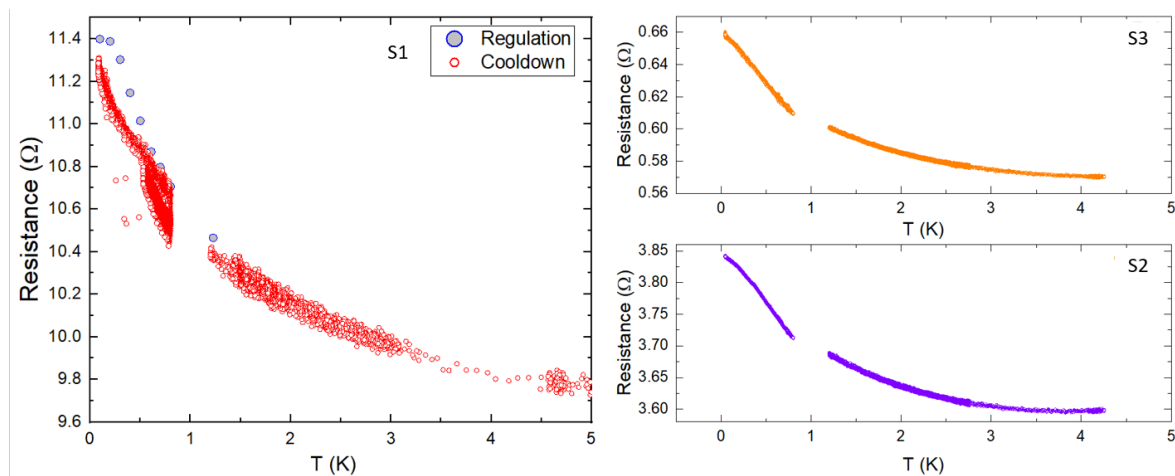 S1
Regulation
Cooldown
11.4
11.2
11.0
10.8
10.6
10.4
10.2
10.0
9.8
9.6
0 1 2 3 4 5
T (K)
Resistance (Ω)
S3
0.66
0.64
0.62
0.60
0.58
0.56
0 1 2 3 4 5
T (K)
Resistance (Ω)
S2
3.85
3.80
3.75
3.70
3.65
3.60
0 1 2 3 4 5
T (K)
Resistance (Ω)